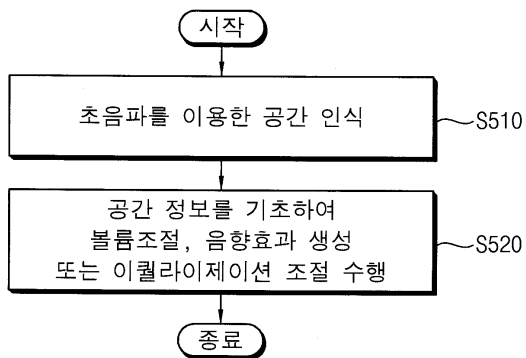 시작
초음파를 이용한 공간 인식
S510
공간 정보를 기초하여
볼륨조절, 음향효과 생성
또는 이퀄라이제이션 조절 수행
S520
종료